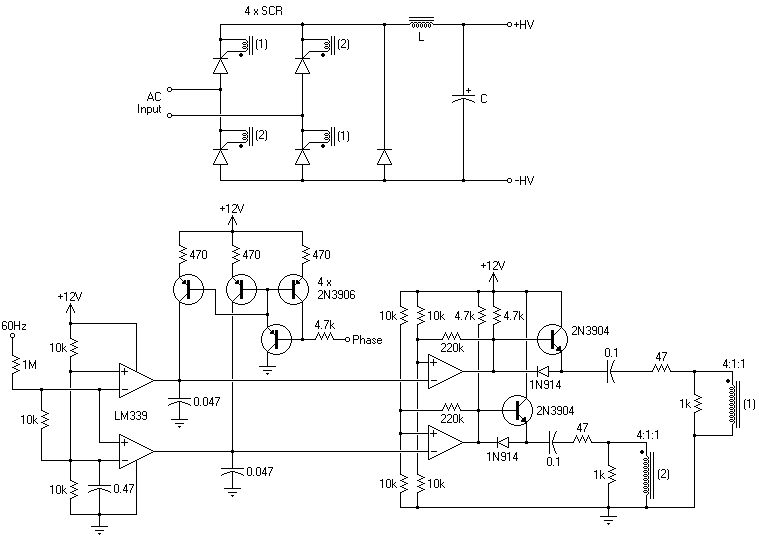 4 x SCR
+HV
L
(1)
(2)
AC
Input
+
C
(2)
(1)
-HV
+12V
470
470
470
4 x
2N3906
+12V
+12V
60Hz
4.7k
Phase
10k
10k
4.7k
4.7k
2N3904
1M
10k
220k
0.1
47
4:1:1
+
-
LM339
+
-
1N914
0.047
2N3904
1k
(1)
10k
220k
+
-
+
-
47
4:1:1
1N914
0.1
10k
0.47
0.047
10k
10k
1k
(2)